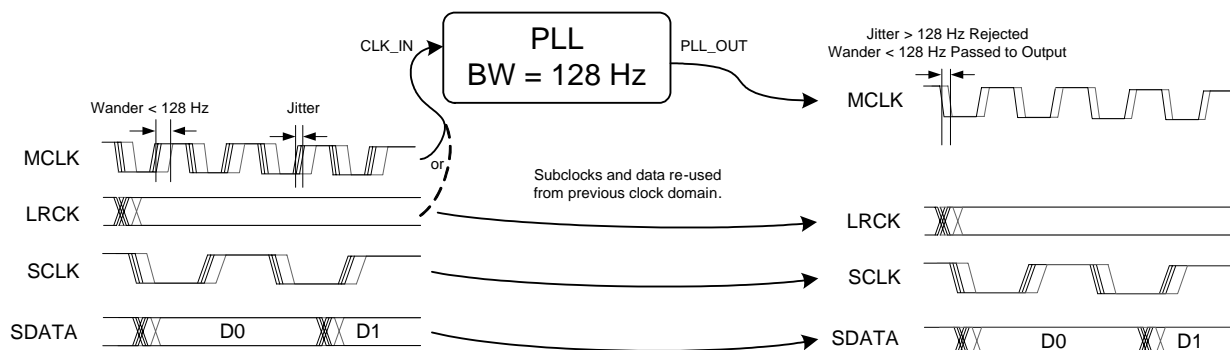 PLL
BW = 128 Hz
CLK_IN
PLL_OUT
Jitter > 128 Hz Rejected
Wander < 128 Hz Passed to Output
MCLK
Wander < 128 Hz
Jitter
MCLK
or
LRCK
Subclocks and data re-used
from previous clock domain.
LRCK
SCLK
SCLK
SDATA
D0
D1
SDATA
D0
D1